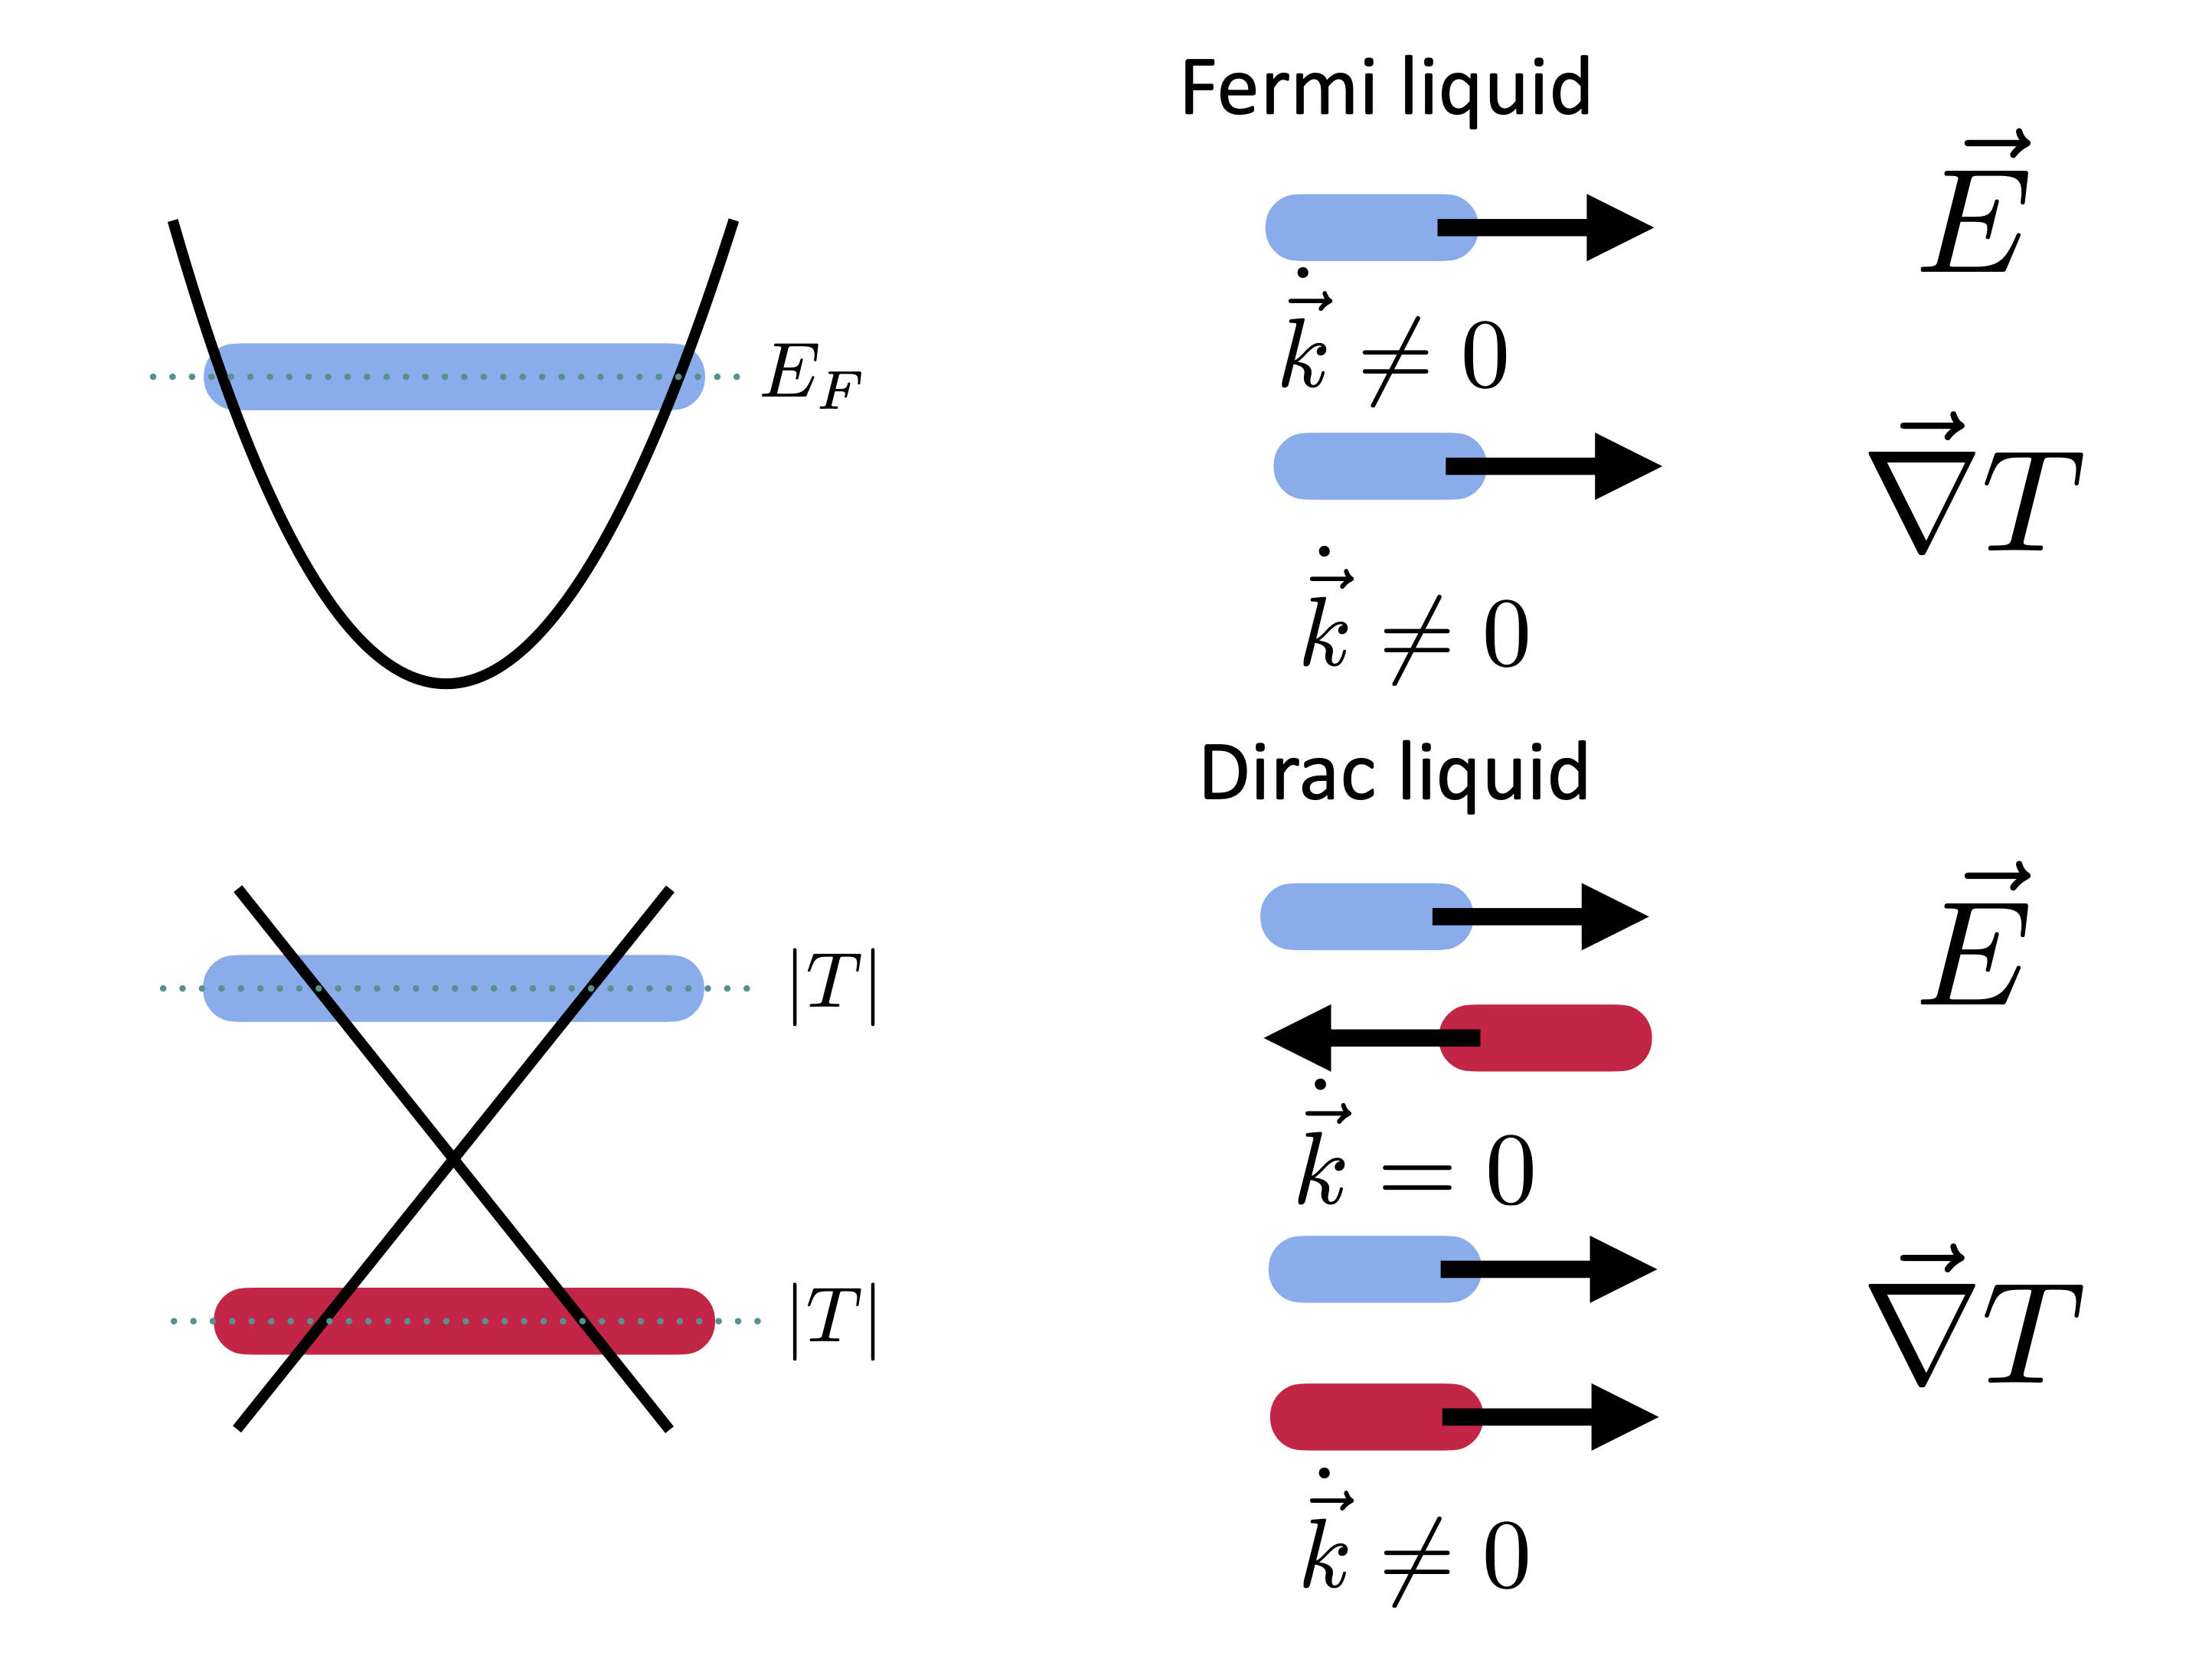 Fermi liquid
$\vec{E}$
$E_F$
$\dot{\vec{k}} \neq 0$
$\vec{\nabla} T$
$\dot{\vec{k}} \neq 0$
Dirac liquid
$\vec{E}$
$|T|$
$\dot{\vec{k}} = 0$
$|T|$
$\vec{\nabla} T$
$\dot{\vec{k}} \neq 0$